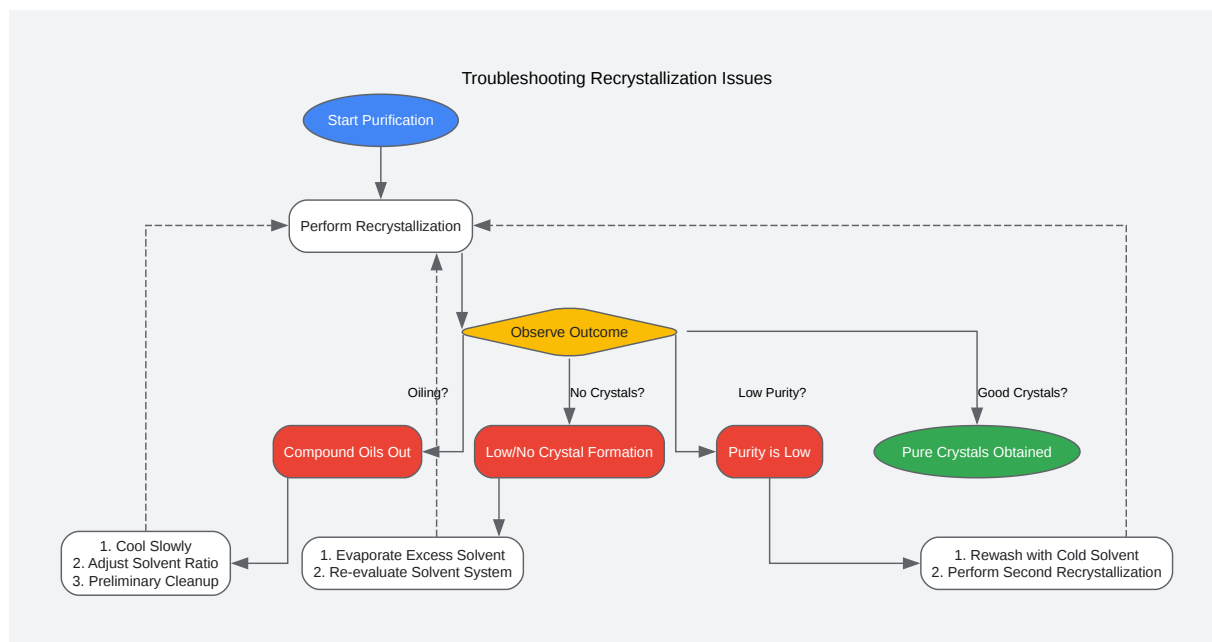 Troubleshooting Recrystallization Issues
Start Purification
Perform Recrystallization
Observe Outcome
Oiling?
No Crystals?
Low Purity?
Good Crystals?
Compound Oils Out
Low/No Crystal Formation
Purity is Low
Pure Crystals Obtained
1. Cool Slowly
2. Adjust Solvent Ratio
3. Preliminary Cleanup
1. Evaporate Excess Solvent
2. Re-evaluate Solvent System
1. Rewash with Cold Solvent
2. Perform Second Recrystallization